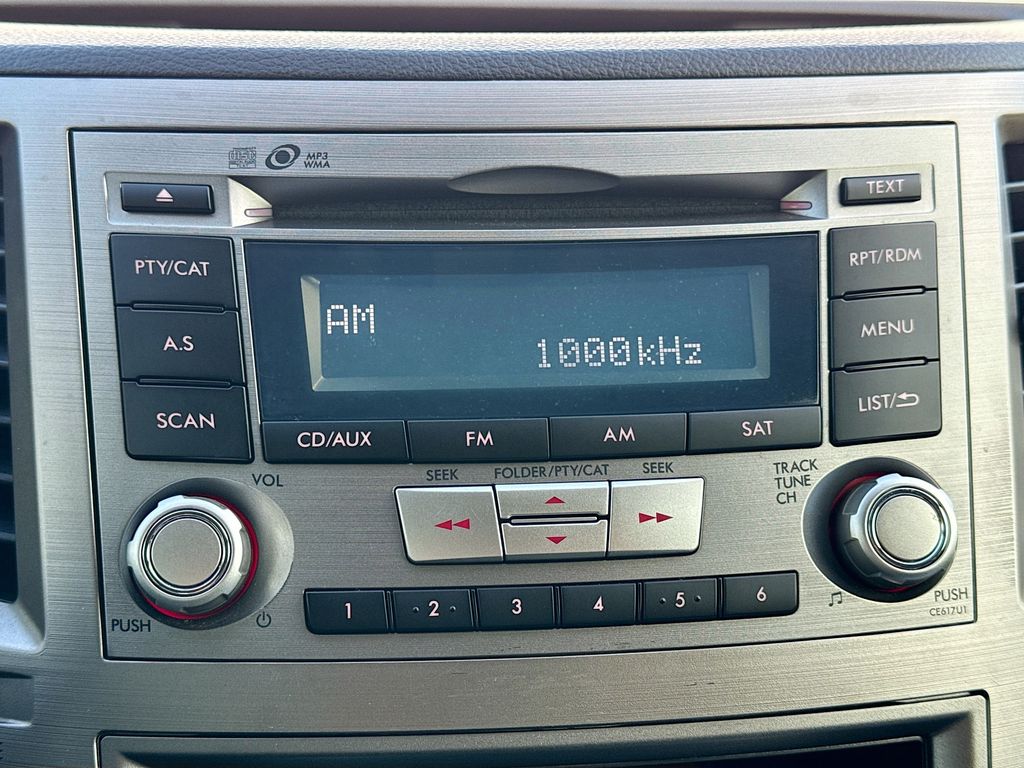 MP3
WMA
TEXT
PTY/CAT
RPT/RDM
A.S
AM
1000kHz
MENU
SCAN
LIST/
CD/AUX
FM
AM
SAT
VOL
SEEK
FOLDER/PTY/CAT
SEEK
TRACK
TUNE
CH
1
2
3
4
5
6
PUSH
PUSH
CE617U1